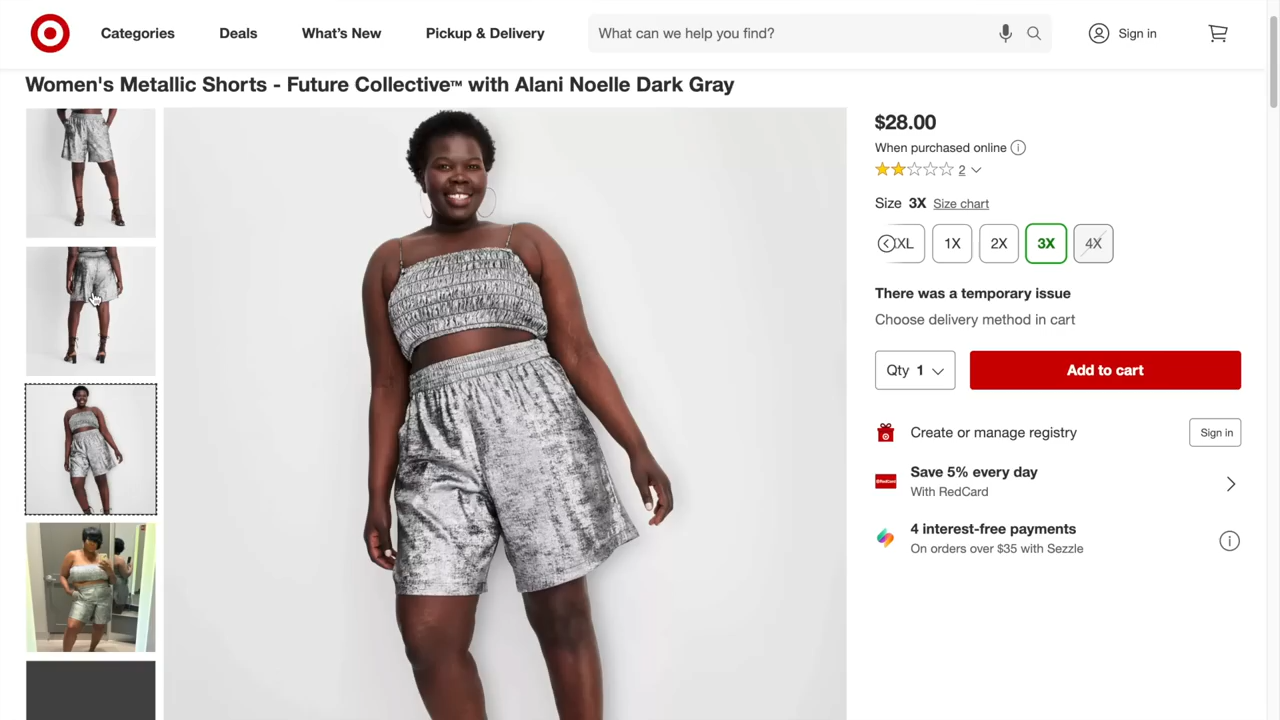 Categories
Deals
What's New
Pickup & Delivery
What can we help you find?
Sign in
Women's Metallic Shorts - Future Collective™ with Alani Noelle Dark Gray
$28.00
When purchased online
2
Size 3X Size chart
XL
1X
2X
3X
4X
There was a temporary issue
Choose delivery method in cart
Qty 1
Add to cart
Create or manage registry
Sign in
Save 5% every day
With RedCard
4 interest-free payments
On orders over $35 with Sezzle